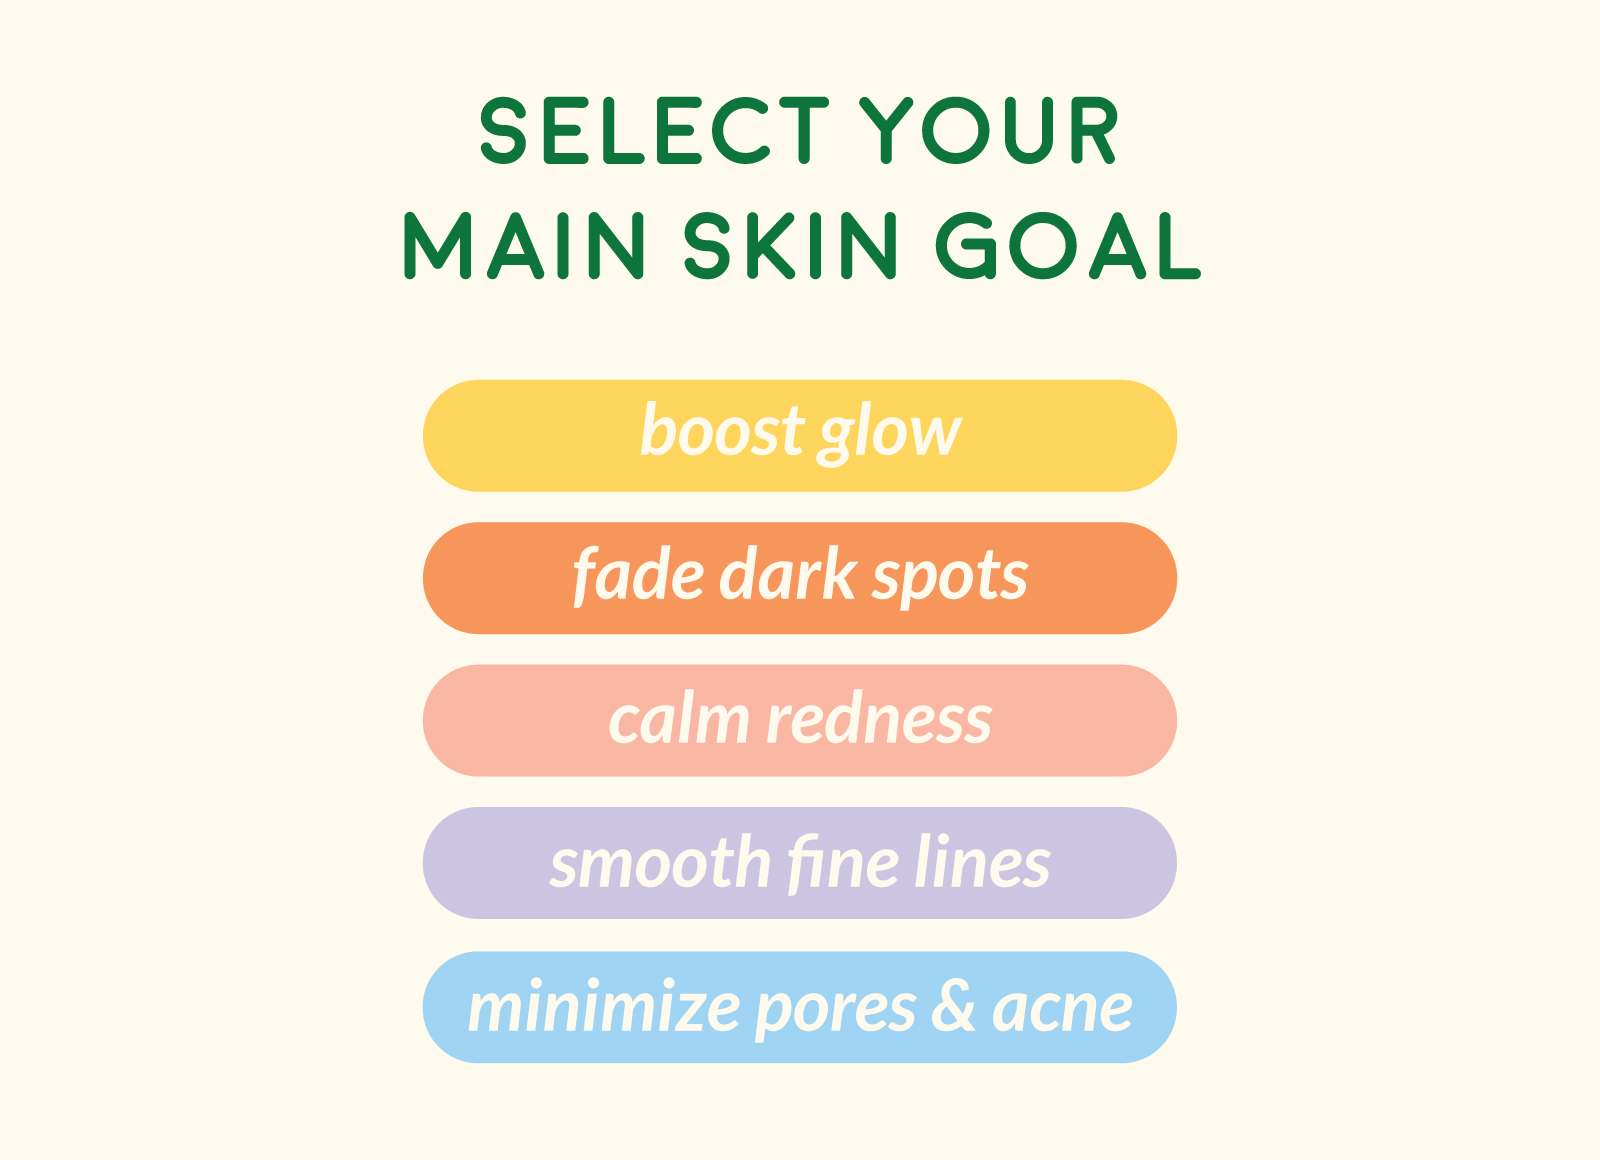 SELECT YOUR
MAIN SKIN GOAL
boost glow
fade dark spots
calm redness
smooth fine lines
minimize pores & acne